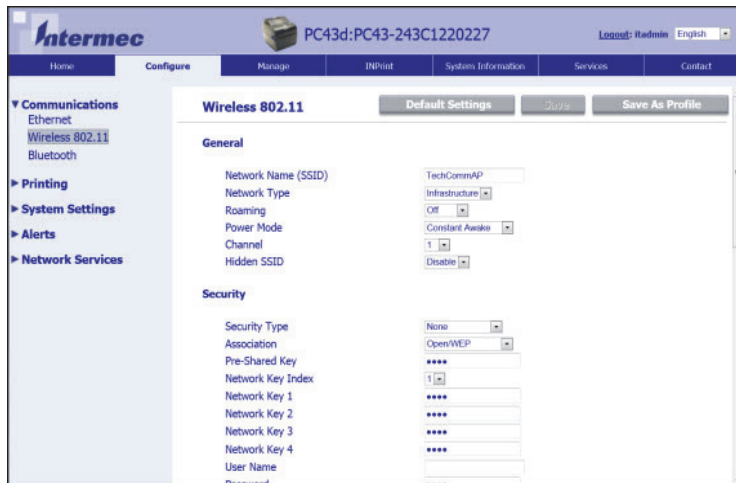 Intermec PC43d:PC43-243C1220227 Logout: itadmin English
Home Configure Manage INPrint System Information Services Contact
Communications
Ethernet
Wireless 802.11
Bluetooth
Printing
System Settings
Alerts
Network Services
Wireless 802.11 Default Settings Save Save As Profile
General
Network Name (SSID) TechCommAP
Network Type Infrastructure
Roaming Off
Power Mode Constant Awake
Channel 1
Hidden SSID Disable
Security
Security Type None
Association Open/WEP
Pre-Shared Key ••••
Network Key Index 1
Network Key 1 ••••
Network Key 2 ••••
Network Key 3 ••••
Network Key 4 ••••
User Name
Password